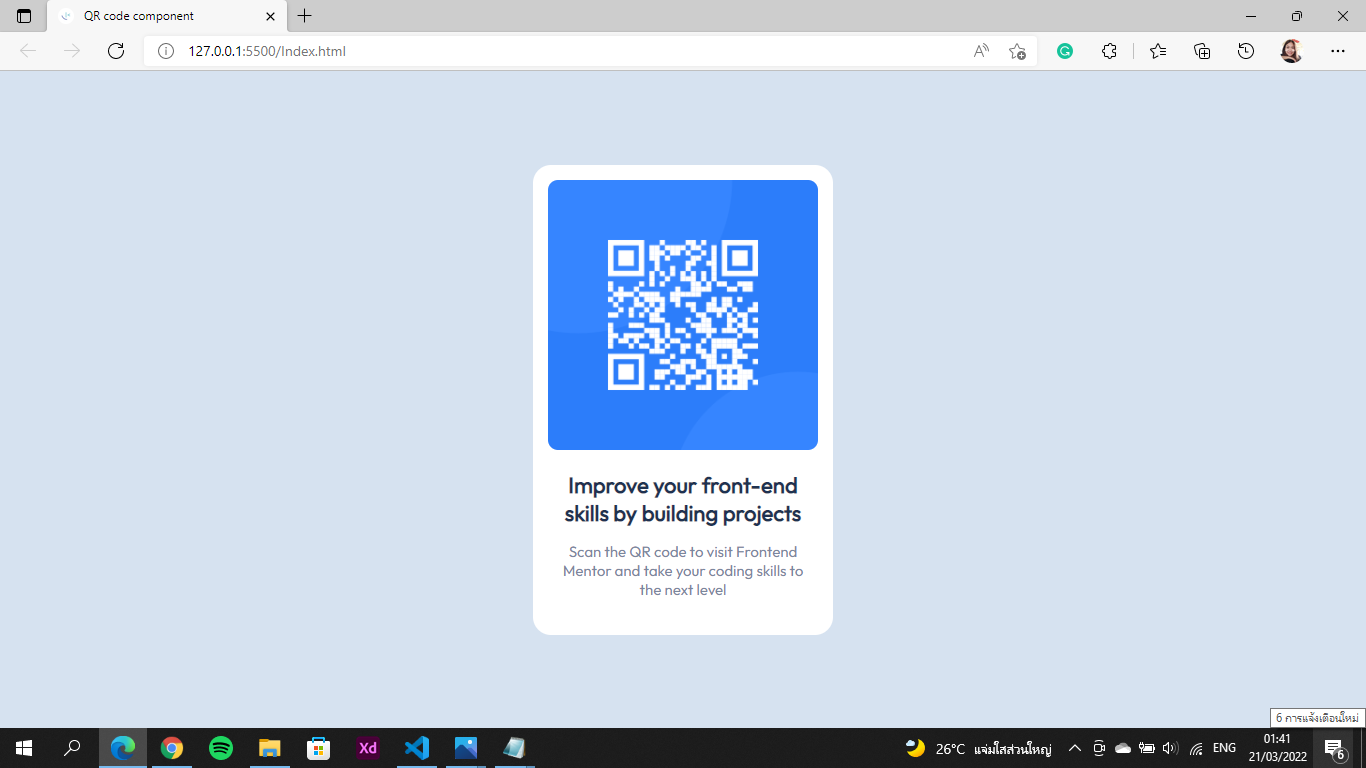 QR code component
127.0.0.1:5500/Index.html
Improve your front-end
skills by building projects
Scan the QR code to visit Frontend
Mentor and take your coding skills to
the next level
6 การแจ้งเตือนใหม่
Xd
26°C แจ่มใสส่วนใหญ่
ENG
01:41
21/03/2022
6